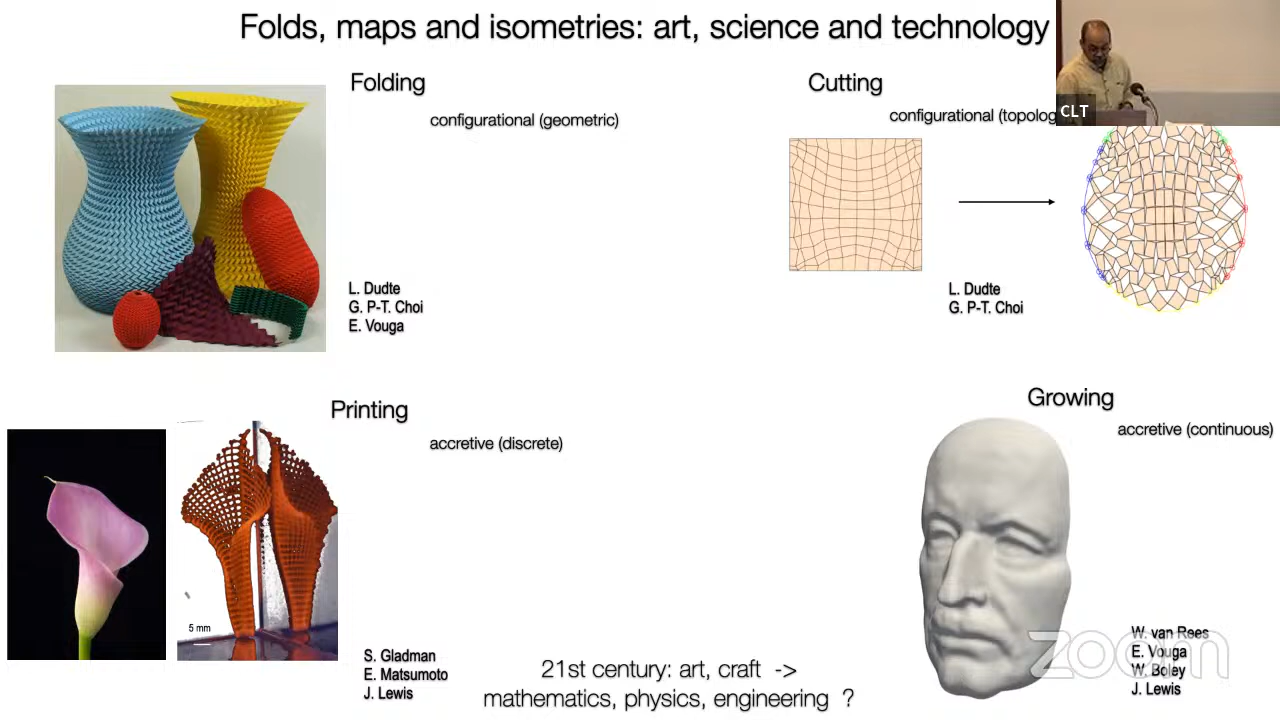 Folds, maps and isometries: art, science and technology
Folding
configurational (geometric)
L. Dudte
G. P-T. Choi
E. Vouga
Cutting
configurational (topolog
CLT
L. Dudte
G. P-T. Choi
Printing
accretive (discrete)
5 mm
S. Gladman
E. Matsumoto
J. Lewis
Growing
accretive (continuous)
W. van Rees
E. Vouga
W. Boley
J. Lewis
zoom
21st century: art, craft ->
mathematics, physics, engineering ?